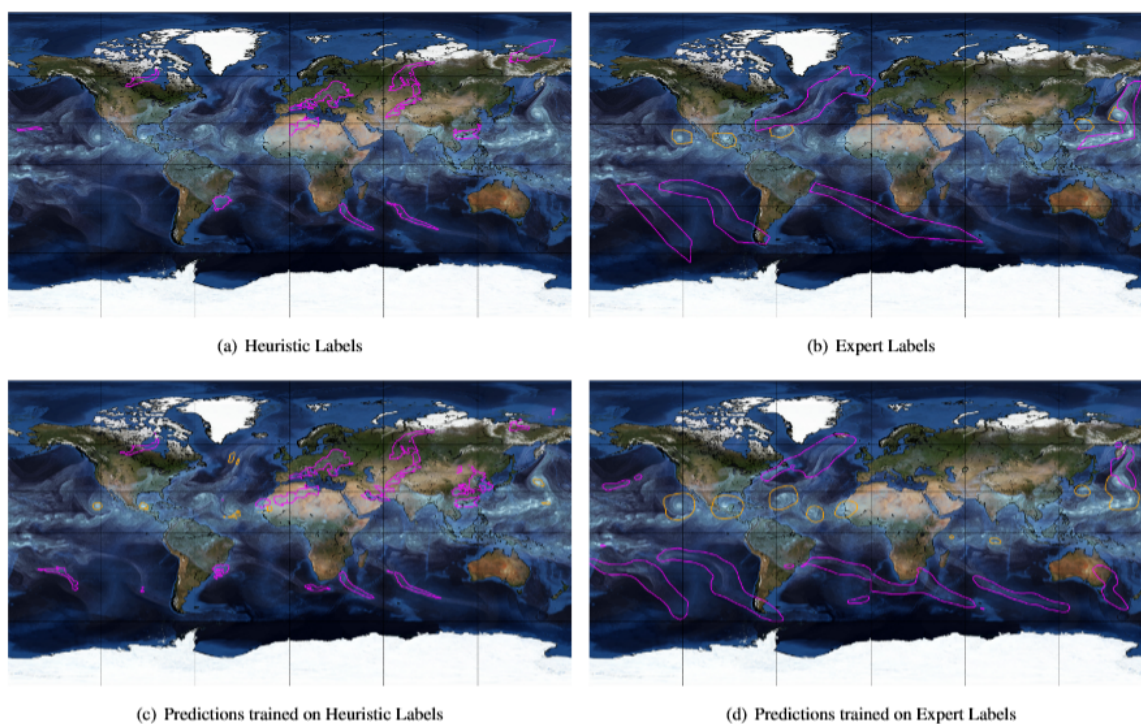 (a) Heuristic Labels
(b) Expert Labels
(c) Predictions trained on Heuristic Labels
(d) Predictions trained on Expert Labels